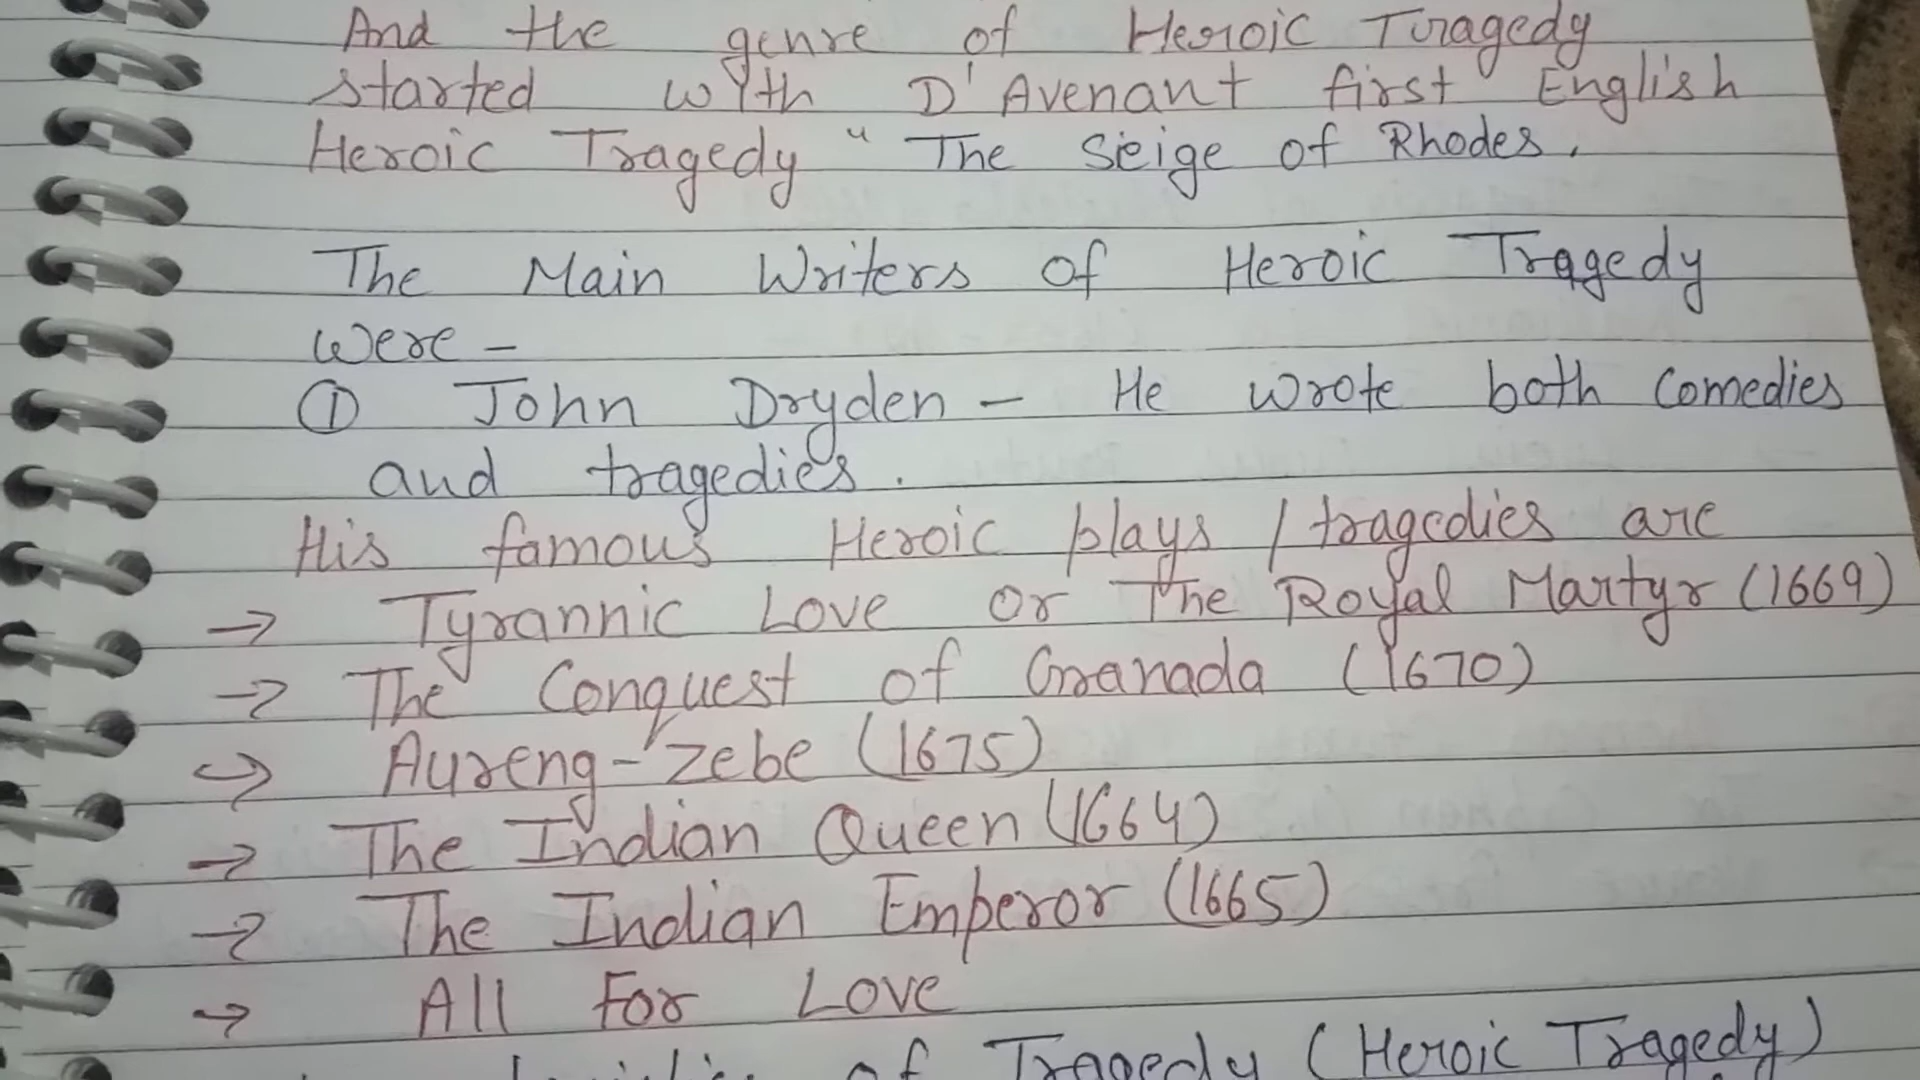 And the genre of Heroic Tragedy
started with D'Avenant first English
Heroic Tragedy " The Seige of Rhodes.
The Main Writers of Heroic Tragedy
were -
① John Dryden - He wrote both comedies
and tragedies.
His famous Heroic plays / tragedies are
→ Tyrannic Love or The Royal Martyr (1669)
→ The Conquest of Granada (1670)
→ Aureng-Zebe (1675)
→ The Indian Queen (1664)
→ The Indian Emperor (1665)
→ All For Love
of Tragedy (Heroic Tragedy)